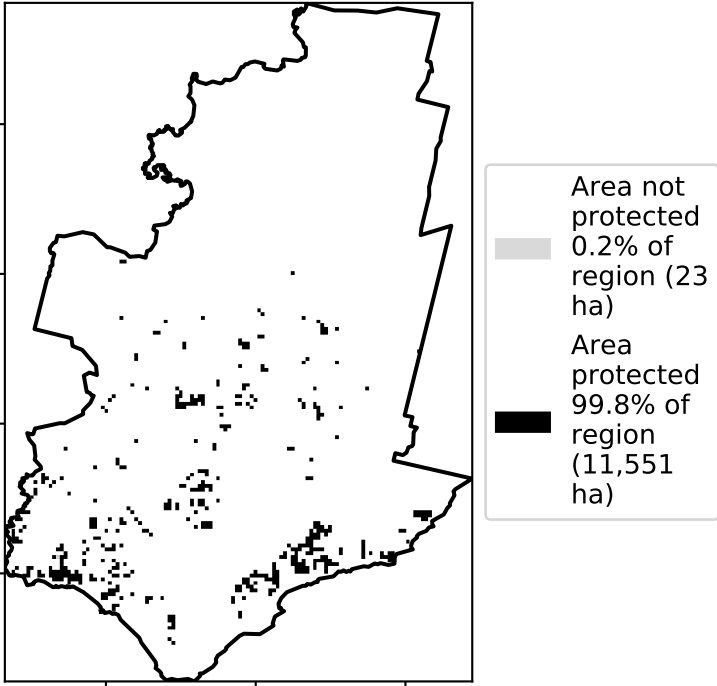 Area not
protected
0.2% of
region (23
ha)
Area
protected
99.8% of
region
(11,551
ha)